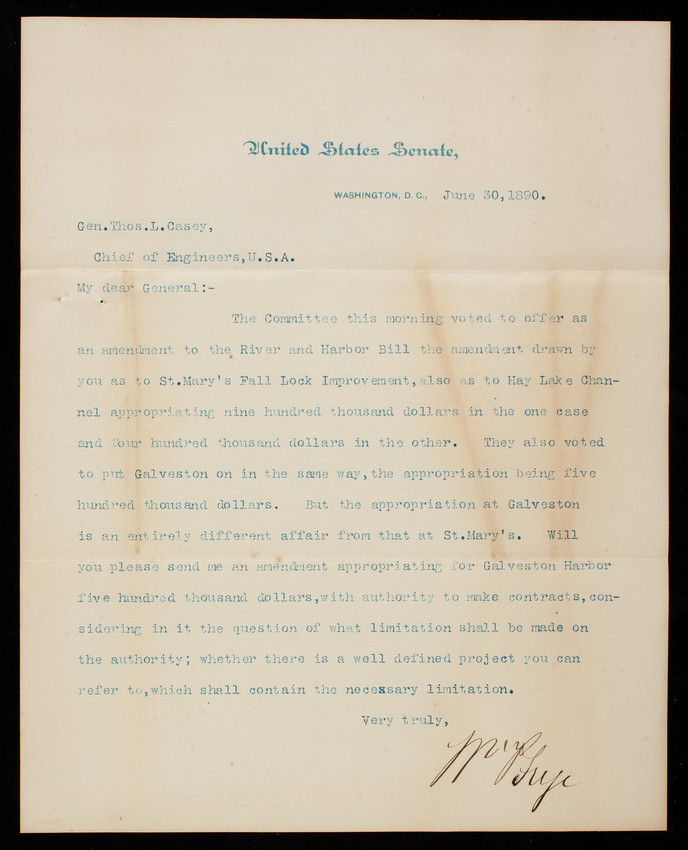 United States Senate,
WASHINGTON, D. C., June 30,1890.
Gen.Thos.L.Casey,
Chief of Engineers,U.S.A.
My dear General:-
The Committee this morning voted to offer as
an amendment to the River and Harbor Bill the amendment drawn by
you as to St.Mary's Fall Lock Improvement,also as to Hay Lake Chan-
nel appropriating nine hundred thousand dollars in the one case
and four hundred thousand dollars in the other. They also voted
to put Galveston on in the same way,the appropriation being five
hundred thousand dollars. But the appropriation at Galveston
is an entirely different affair from that at St.Mary's. Will
you please send me an amendment appropriating for Galveston Harbor
five hundred thousand dollars,with authority to make contracts,con-
sidering in it the question of what limitation shall be made on
the authority; whether there is a well defined project you can
refer to,which shall contain the necessary limitation.
Very truly,
Wm P Frye